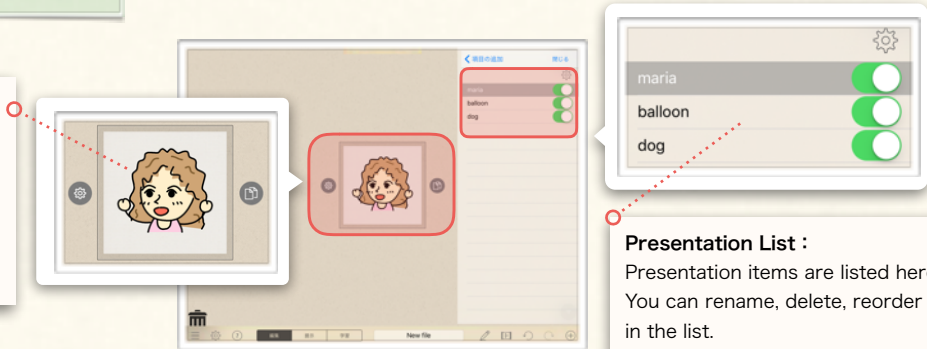 項目の追加
閉じる
maria
balloon
dog
New file
maria
balloon
dog
Presentation List：
Presentation items are listed here
You can rename, delete, reorder
in the list.